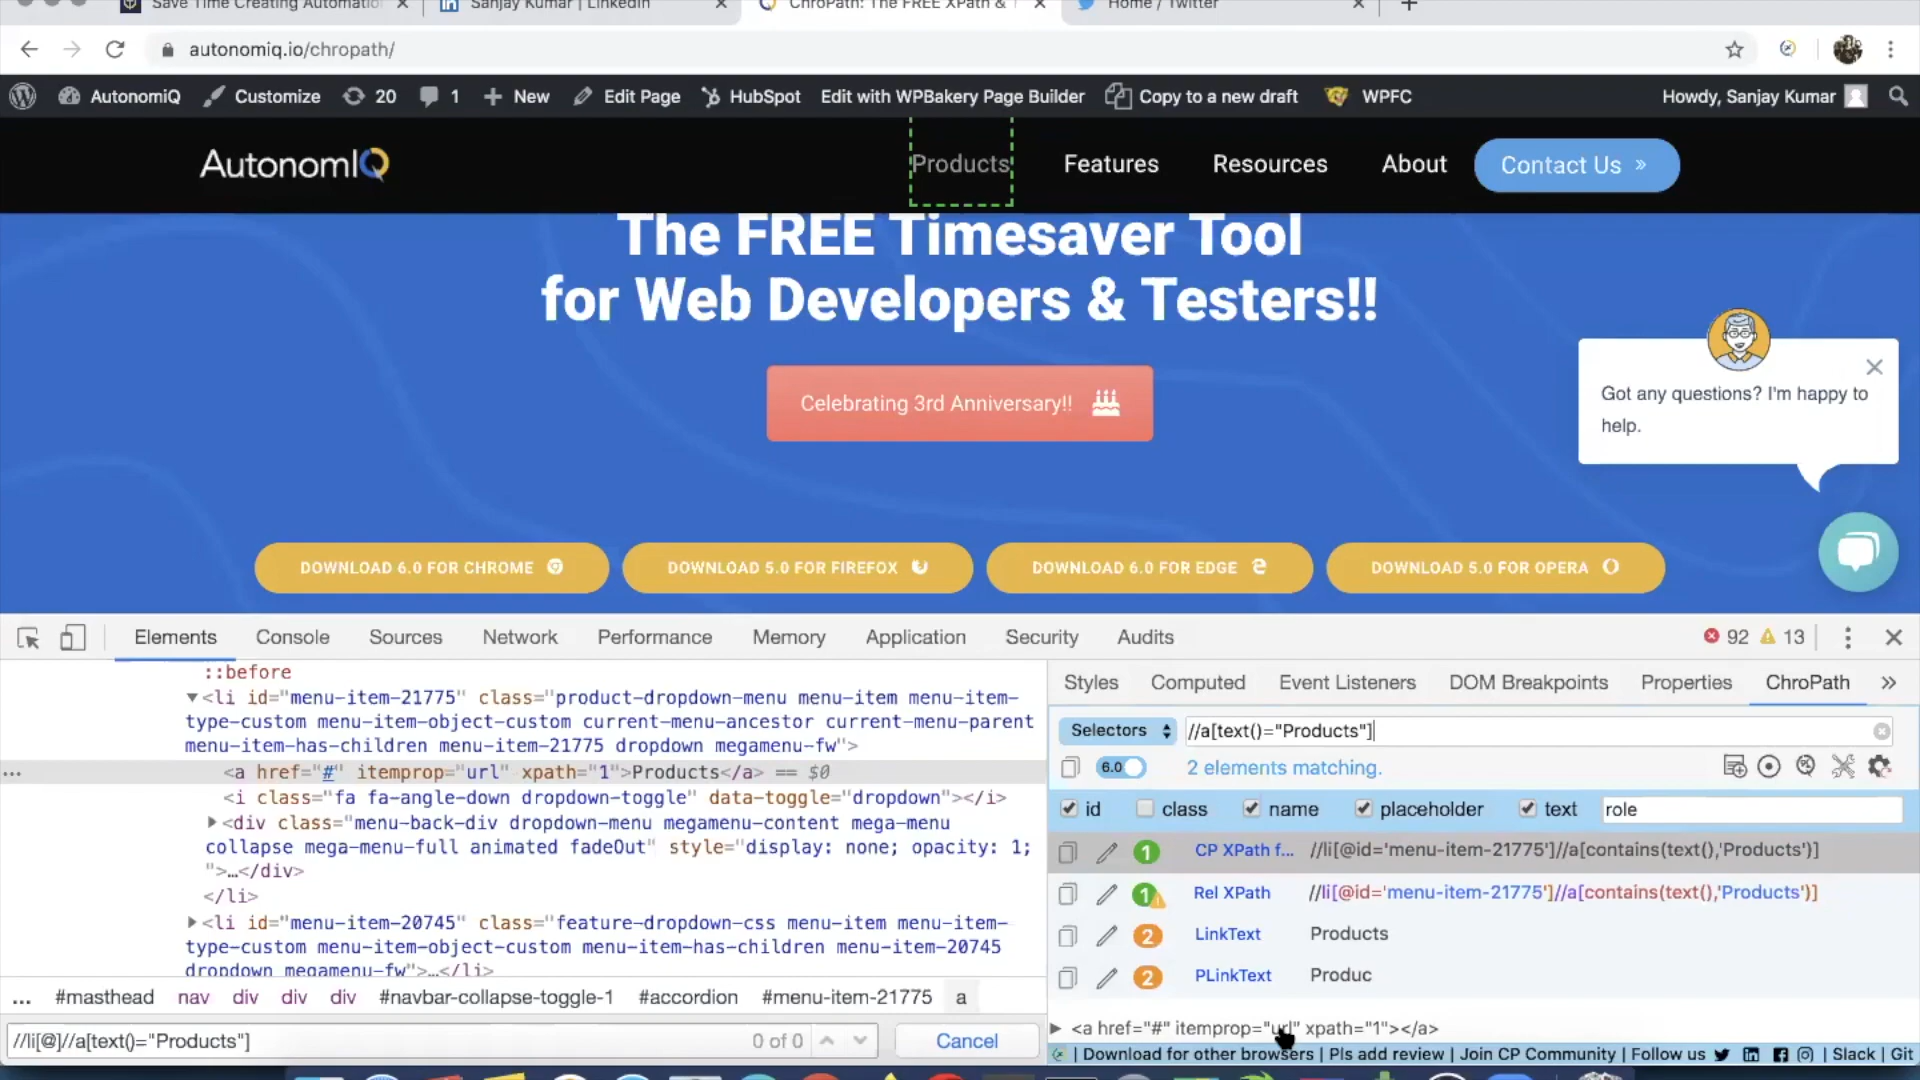 Save Time Creating Automatio
Sanjay Kumar | LinkedIn
ChroPath: The FREE XPath &
Home / Twitter
autonomiq.io/chropath/
AutonomiQ
Customize
20
1
New
Edit Page
HubSpot
Edit with WPBakery Page Builder
Copy to a new draft
WPFC
Howdy, Sanjay Kumar
AutonomIQ
Products
Features
Resources
About
Contact Us »
The FREE Timesaver Tool
for Web Developers & Testers!!
Celebrating 3rd Anniversary!!
Got any questions? I'm happy to
help.
DOWNLOAD 6.0 FOR CHROME
DOWNLOAD 5.0 FOR FIREFOX
DOWNLOAD 6.0 FOR EDGE
DOWNLOAD 5.0 FOR OPERA
Elements
Console
Sources
Network
Performance
Memory
Application
Security
Audits
92
13
::before
▼<li id="menu-item-21775" class="product-dropdown-menu menu-item menu-item-
type-custom menu-item-object-custom current-menu-ancestor current-menu-parent
menu-item-has-children menu-item-21775 dropdown megamenu-fw">
... <a href="#" itemprop="url" xpath="1">Products</a> == $0
<i class="fa fa-angle-down dropdown-toggle" data-toggle="dropdown"></i>
▶<div class="menu-back-div dropdown-menu megamenu-content mega-menu
collapse mega-menu-full animated fadeOut" style="display: none; opacity: 1;
">…</div>
</li>
▶<li id="menu-item-20745" class="feature-dropdown-css menu-item menu-item-
type-custom menu-item-object-custom menu-item-has-children menu-item-20745
dropdown megamenu-fw">…</li>
... #masthead nav div div div #navbar-collapse-toggle-1 #accordion #menu-item-21775 a
//li[@]//a[text()="Products"]
0 of 0
Cancel
Styles
Computed
Event Listeners
DOM Breakpoints
Properties
ChroPath
»
Selectors
//a[text()="Products"]
6.0
2 elements matching.
id
class
name
placeholder
text
role
1 CP XPath f... //li[@id='menu-item-21775']//a[contains(text(),'Products')]
1 Rel XPath //li[@id='menu-item-21775']//a[contains(text(),'Products')]
2 LinkText Products
2 PLinkText Produc
▶ <a href="#" itemprop="url" xpath="1"></a>
| Download for other browsers | Pls add review | Join CP Community | Follow us | Slack | Git